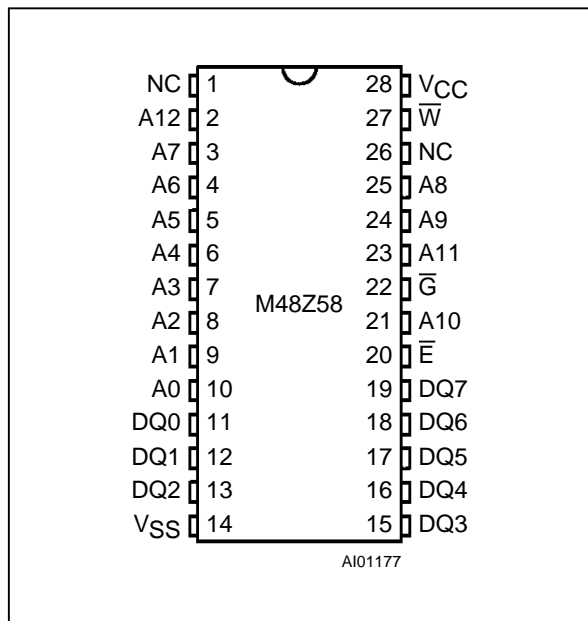 NC 1 28 VCC
A12 2 27 W̅
A7 3 26 NC
A6 4 25 A8
A5 5 24 A9
A4 6 23 A11
A3 7 22 G̅
M48Z58
A2 8 21 A10
A1 9 20 E̅
A0 10 19 DQ7
DQ0 11 18 DQ6
DQ1 12 17 DQ5
DQ2 13 16 DQ4
VSS 14 15 DQ3
AI01177